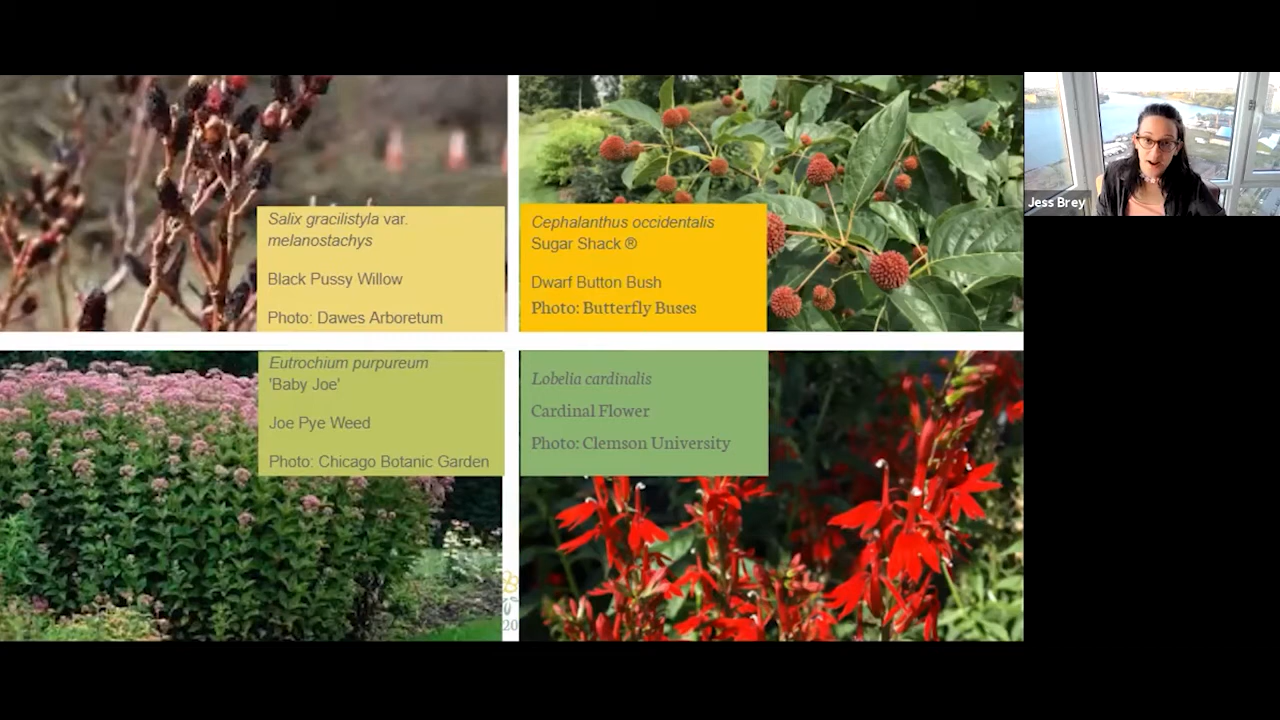 Salix gracilistyla var.
melanostachys
Black Pussy Willow
Photo: Dawes Arboretum
Cephalanthus occidentalis
Sugar Shack ®
Dwarf Button Bush
Photo: Butterfly Buses
Jess Brey
Eutrochium purpureum
'Baby Joe'
Joe Pye Weed
Photo: Chicago Botanic Garden
Lobelia cardinalis
Cardinal Flower
Photo: Clemson University
20